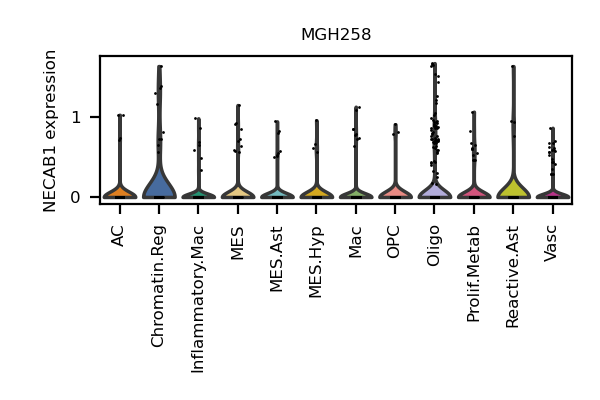 MGH258
NECAB1 expression
1
0
AC
Chromatin.Reg
Inflammatory.Mac
MES
MES.Ast
MES.Hyp
Mac
OPC
Oligo
Prolif.Metab
Reactive.Ast
Vasc